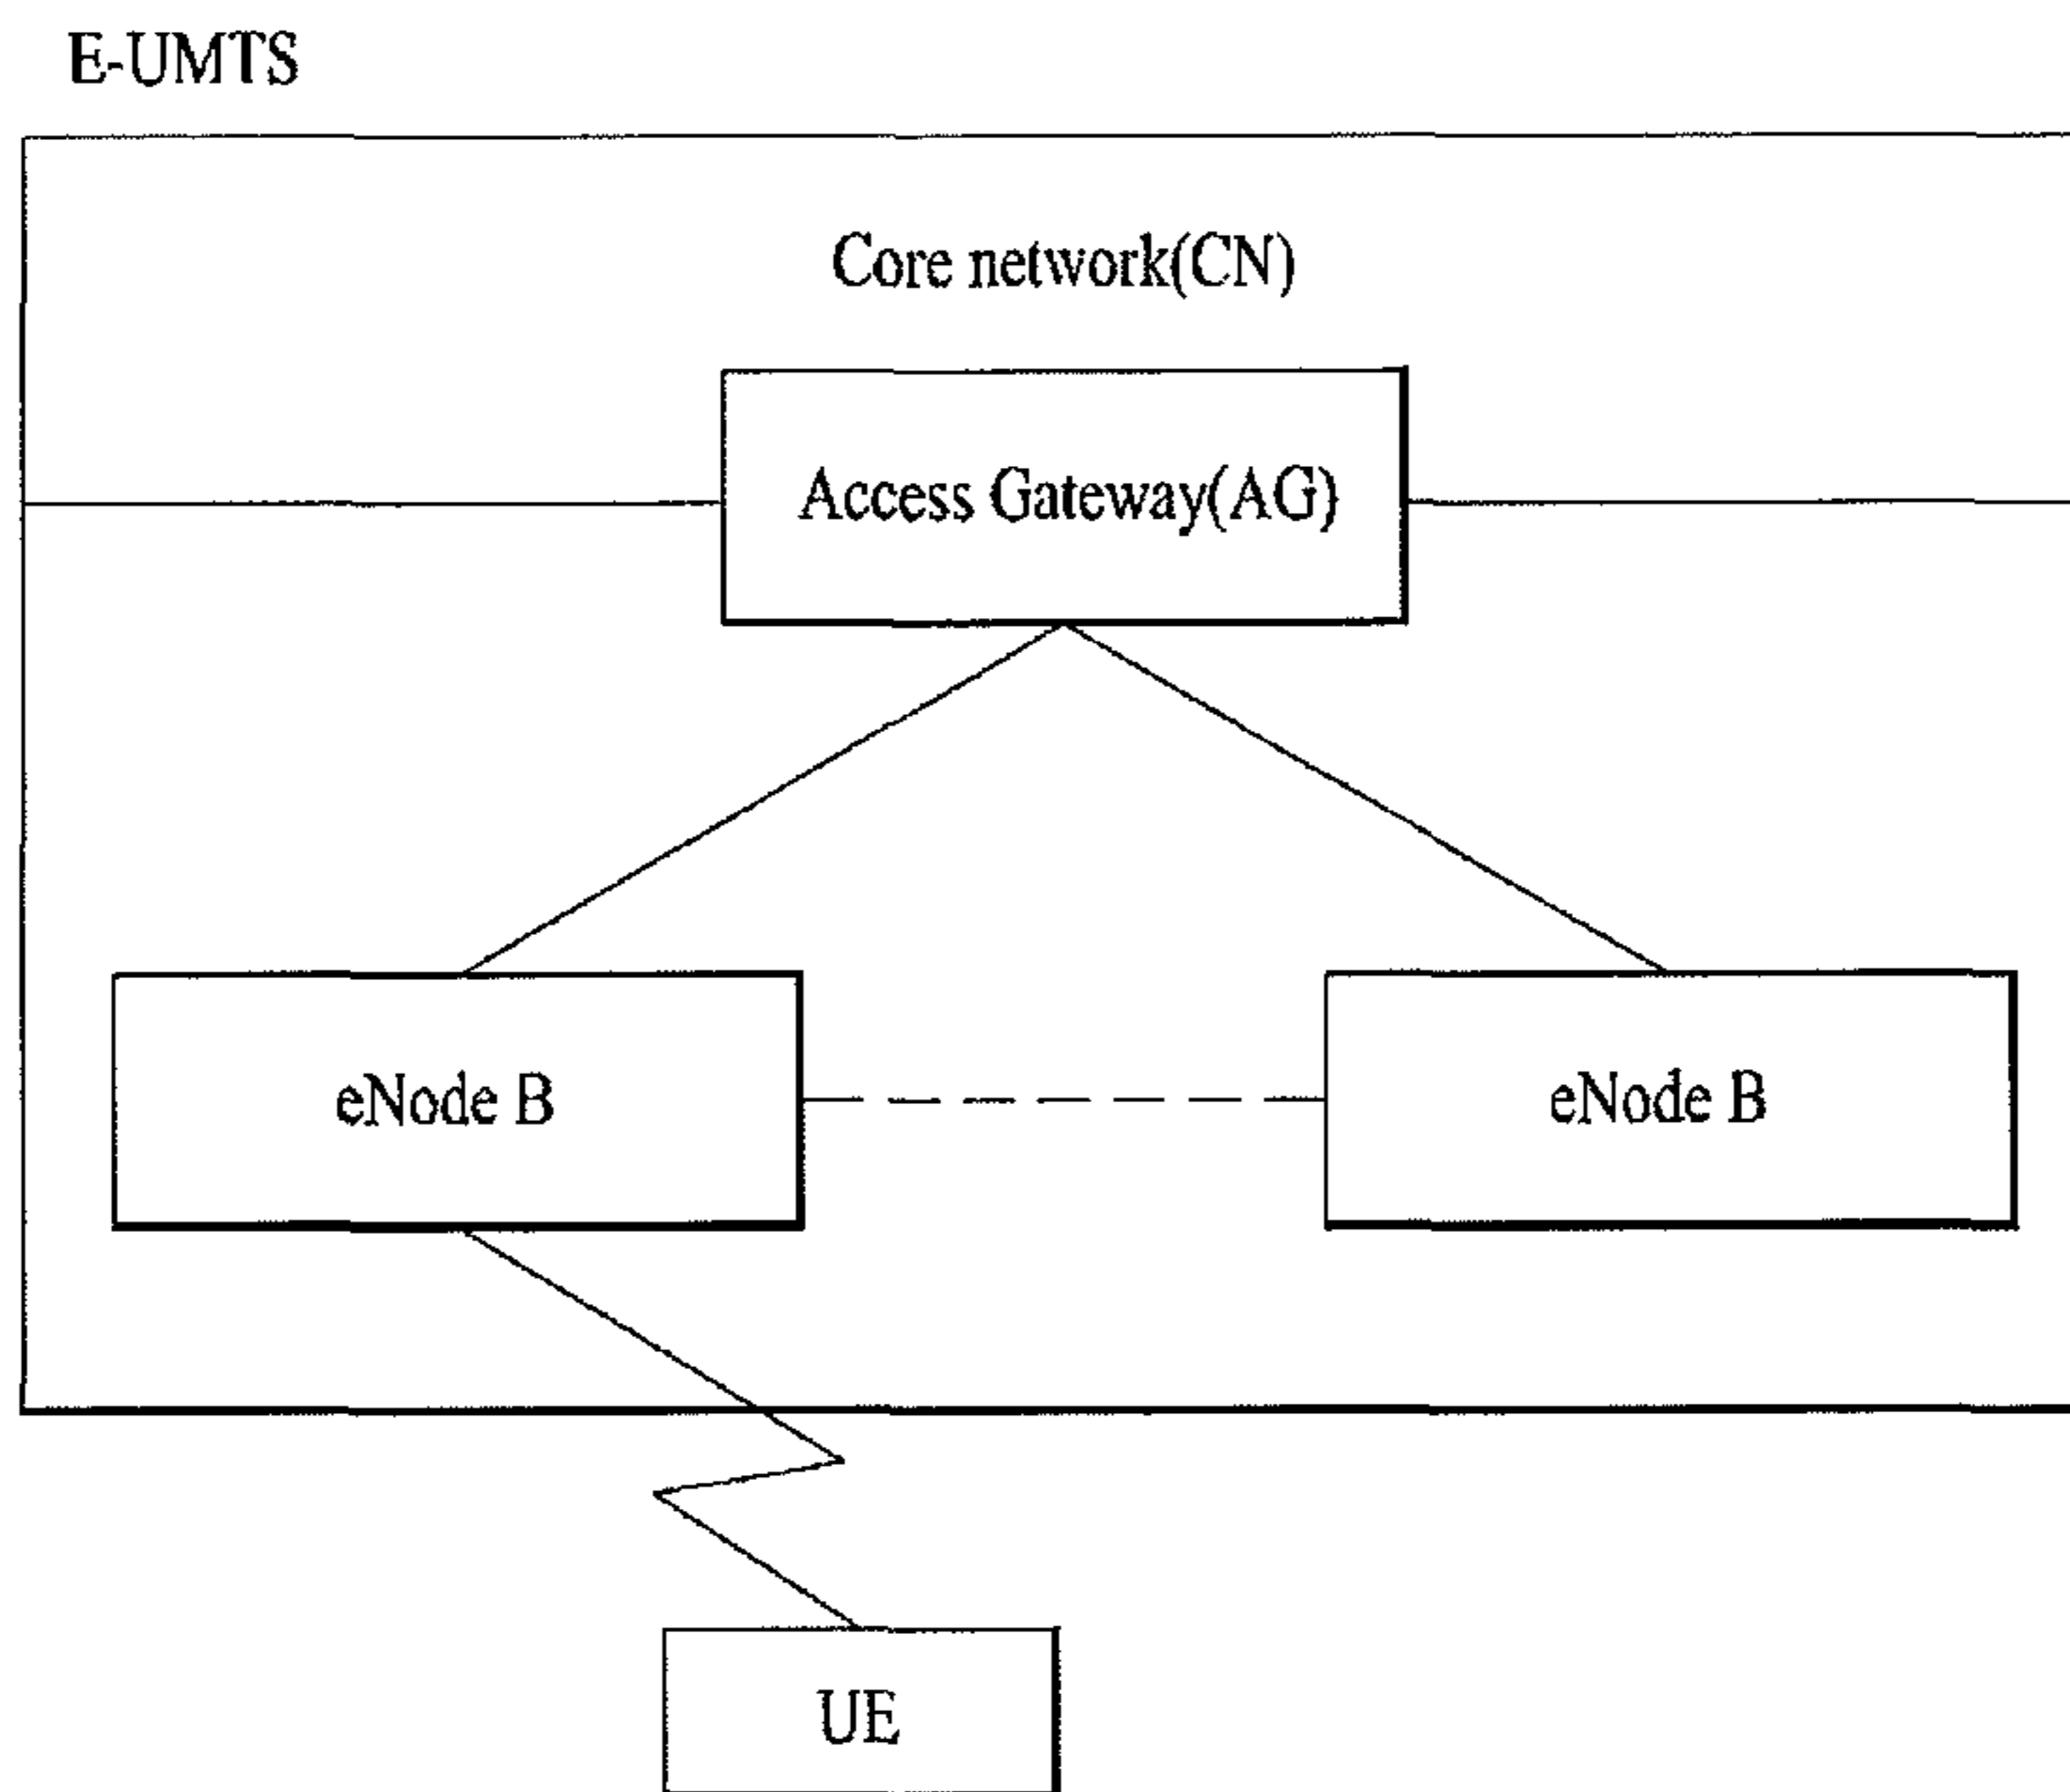 E-UMTS
Core network(CN)
Access Gateway(AG)
eNode B
eNode B
UE